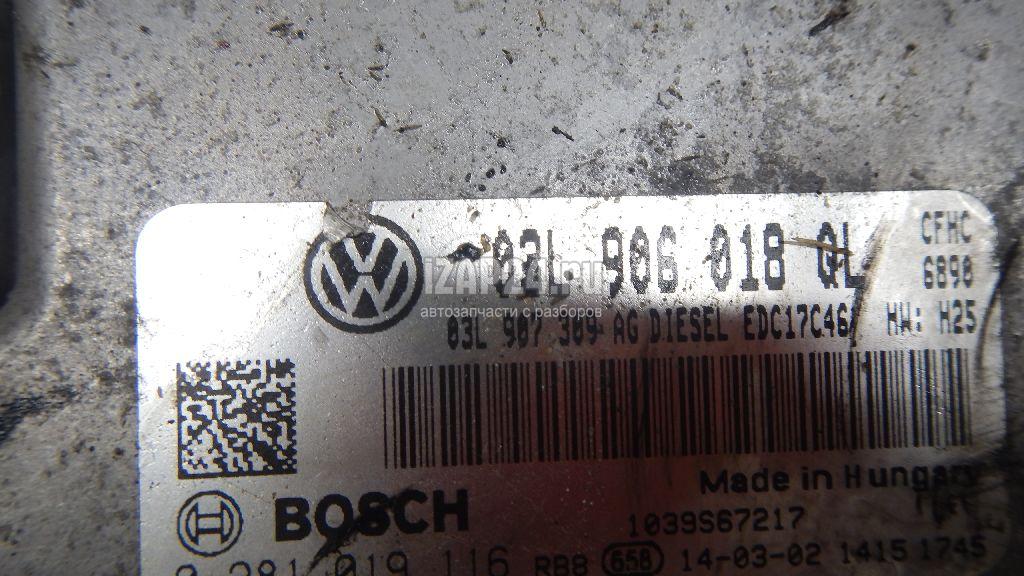 03L 906 018 QL
CFHC
6890
IZAP24.ru
автозапчасти с разборов
03L 907 309 AG DIESEL EDC17C46
HW: H25
Made in Hungary
BOSCH
1039S67217
0 281 019 116 RB8 658 14-03-02 1415 1745